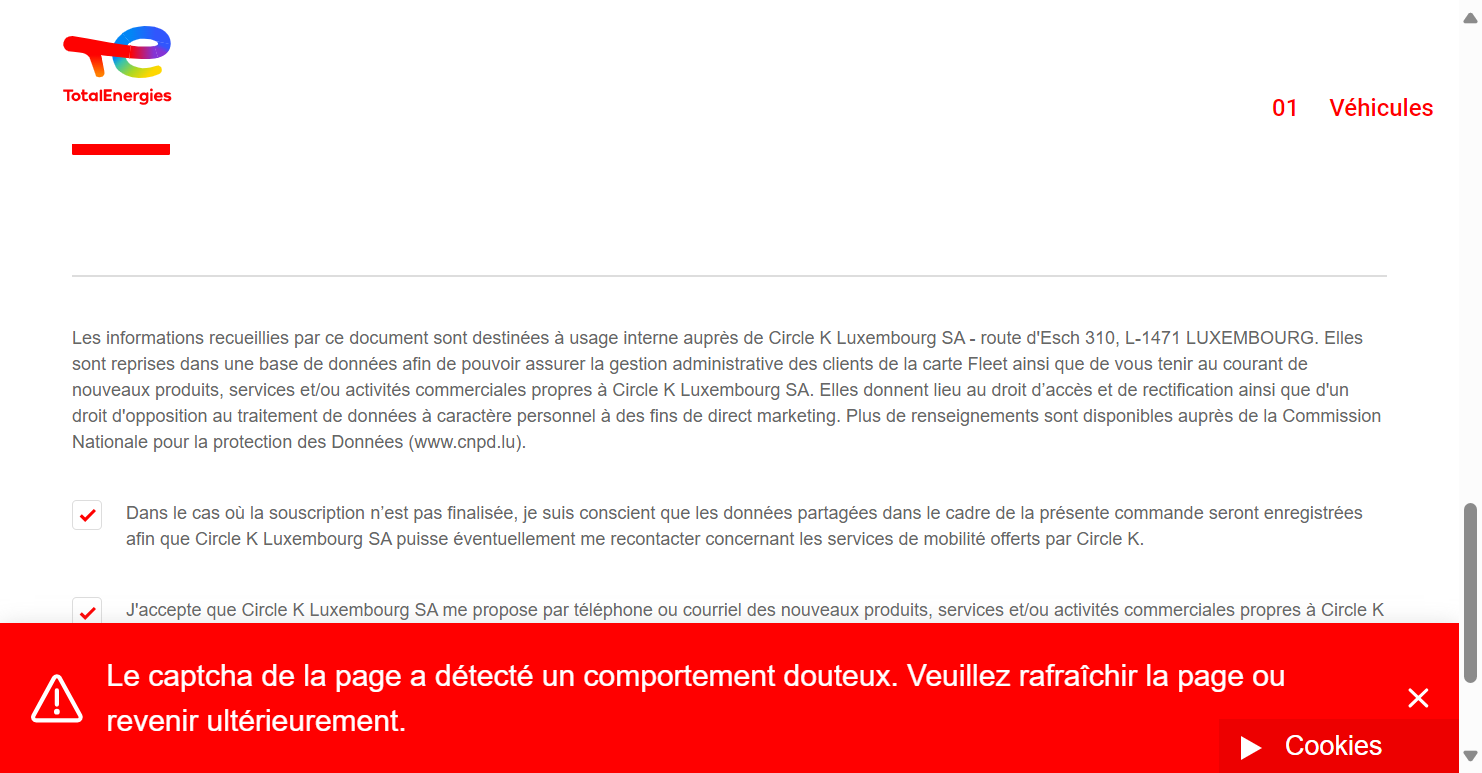 TotalEnergies
01 Véhicules
Les informations recueillies par ce document sont destinées à usage interne auprès de Circle K Luxembourg SA - route d'Esch 310, L-1471 LUXEMBOURG. Elles
sont reprises dans une base de données afin de pouvoir assurer la gestion administrative des clients de la carte Fleet ainsi que de vous tenir au courant de
nouveaux produits, services et/ou activités commerciales propres à Circle K Luxembourg SA. Elles donnent lieu au droit d’accès et de rectification ainsi que d'un
droit d'opposition au traitement de données à caractère personnel à des fins de direct marketing. Plus de renseignements sont disponibles auprès de la Commission
Nationale pour la protection des Données (www.cnpd.lu).
Dans le cas où la souscription n’est pas finalisée, je suis conscient que les données partagées dans le cadre de la présente commande seront enregistrées
afin que Circle K Luxembourg SA puisse éventuellement me recontacter concernant les services de mobilité offerts par Circle K.
J'accepte que Circle K Luxembourg SA me propose par téléphone ou courriel des nouveaux produits, services et/ou activités commerciales propres à Circle K
Le captcha de la page a détecté un comportement douteux. Veuillez rafraîchir la page ou
revenir ultérieurement.
Cookies